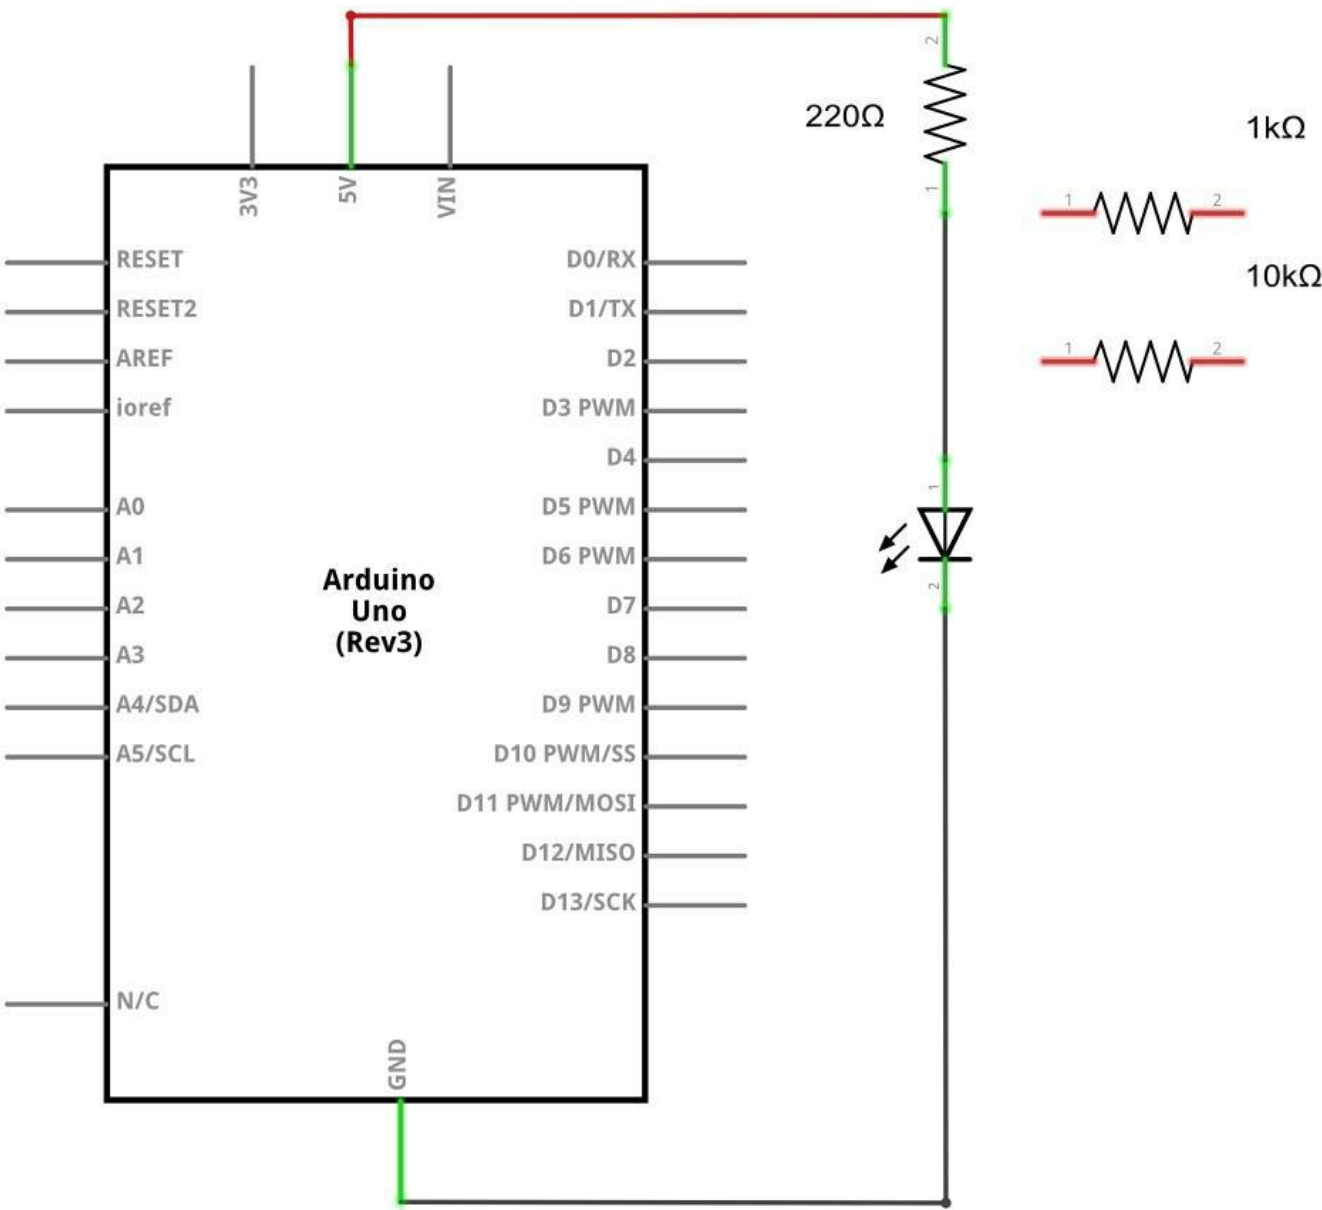 2
220Ω
1kΩ
1
3V3
5V
VIN
1
2
RESET
D0/RX
10kΩ
RESET2
D1/TX
AREF
D2
1
2
ioref
D3 PWM
D4
1
A0
D5 PWM
A1
D6 PWM
Arduino
Uno
(Rev3)
2
A2
D7
A3
D8
A4/SDA
D9 PWM
A5/SCL
D10 PWM/SS
D11 PWM/MOSI
D12/MISO
D13/SCK
N/C
GND